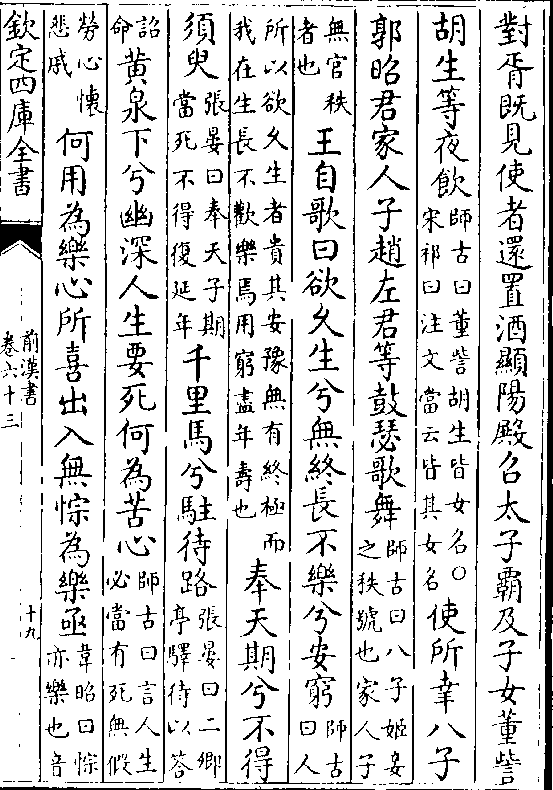 對胥既見使者還置酒顯陽殿召太子霸及子女董訾
胡生等夜飲師古曰董訾胡生皆女名○宋祁曰注文當云皆其女名使所幸八子
郭昭君家人子趙左君等鼓瑟歌舞師古曰八子姬妾之秩號也家人子
無官秩者也王自歌曰欲久生兮無終長不樂兮安窮師古曰人
所以欲久生者貴其安豫無有終極而我在生長不歡樂焉用窮盡年壽也奉天期兮不得
須臾張晏曰奉天子期當死不得復延年千里馬兮駐待路張晏曰二卿亭驛待以答
詔命黃泉下兮幽深人生要死何為苦心師古曰言人生必當有死無假
勞心懷悲戚何用為樂心所喜出入無悰為樂亟韋昭曰悰亦樂也音
欽定四庫全書
前漢書
卷六十三
十九